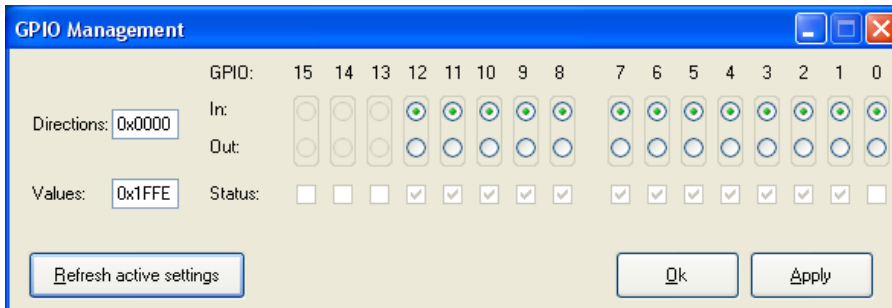 GPIO Management
GPIO: 15 14 13 12 11 10 9 8 7 6 5 4 3 2 1 0
Directions: 0x0000 In:
Out:
Values: 0x1FFE Status:
Refresh active settings Ok Apply